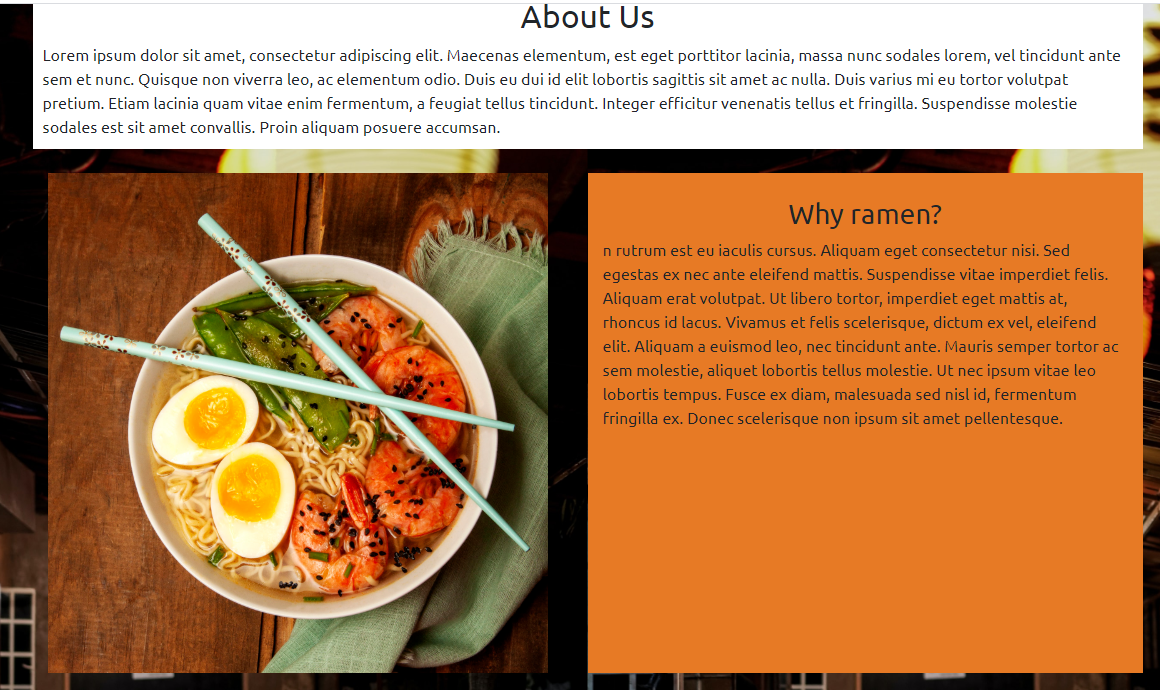 About Us
Lorem ipsum dolor sit amet, consectetur adipiscing elit. Maecenas elementum, est eget porttitor lacinia, massa nunc sodales lorem, vel tincidunt ante
sem et nunc. Quisque non viverra leo, ac elementum odio. Duis eu dui id elit lobortis sagittis sit amet ac nulla. Duis varius mi eu tortor volutpat
pretium. Etiam lacinia quam vitae enim fermentum, a feugiat tellus tincidunt. Integer efficitur venenatis tellus et fringilla. Suspendisse molestie
sodales est sit amet convallis. Proin aliquam posuere accumsan.
Why ramen?
n rutrum est eu iaculis cursus. Aliquam eget consectetur nisi. Sed
egestas ex nec ante eleifend mattis. Suspendisse vitae imperdiet felis.
Aliquam erat volutpat. Ut libero tortor, imperdiet eget mattis at,
rhoncus id lacus. Vivamus et felis scelerisque, dictum ex vel, eleifend
elit. Aliquam a euismod leo, nec tincidunt ante. Mauris semper tortor ac
sem molestie, aliquet lobortis tellus molestie. Ut nec ipsum vitae leo
lobortis tempus. Fusce ex diam, malesuada sed nisl id, fermentum
fringilla ex. Donec scelerisque non ipsum sit amet pellentesque.